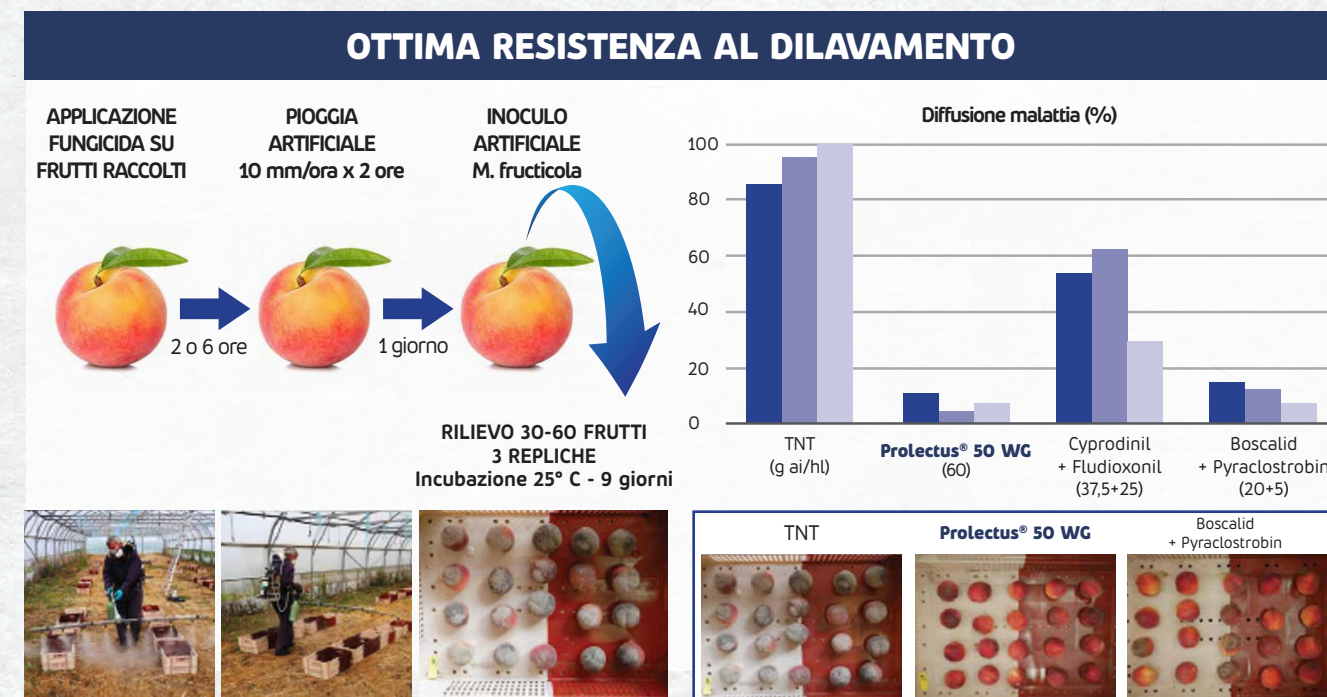 OTTIMA RESISTENZA AL DILAVAMENTO
APPLICAZIONE
FUNGICIDA SU
FRUTTI RACCOLTI
PIOGGIA
ARTIFICIALE
10 mm/ora x 2 ore
INOCULO
ARTIFICIALE
M. fructicola
2 o 6 ore
1 giorno
RILIEVO 30-60 FRUTTI
3 REPLICHE
Incubazione 25° C - 9 giorni
Diffusione malattia (%)
100
80
60
40
20
0
TNT
(g ai/hl)
Prolectus® 50 WG
(60)
Cyprodinil
+ Fludioxonil
(37,5+25)
Boscalid
+ Pyraclostrobin
(20+5)
TNT
Prolectus® 50 WG
Boscalid
+ Pyraclostrobin